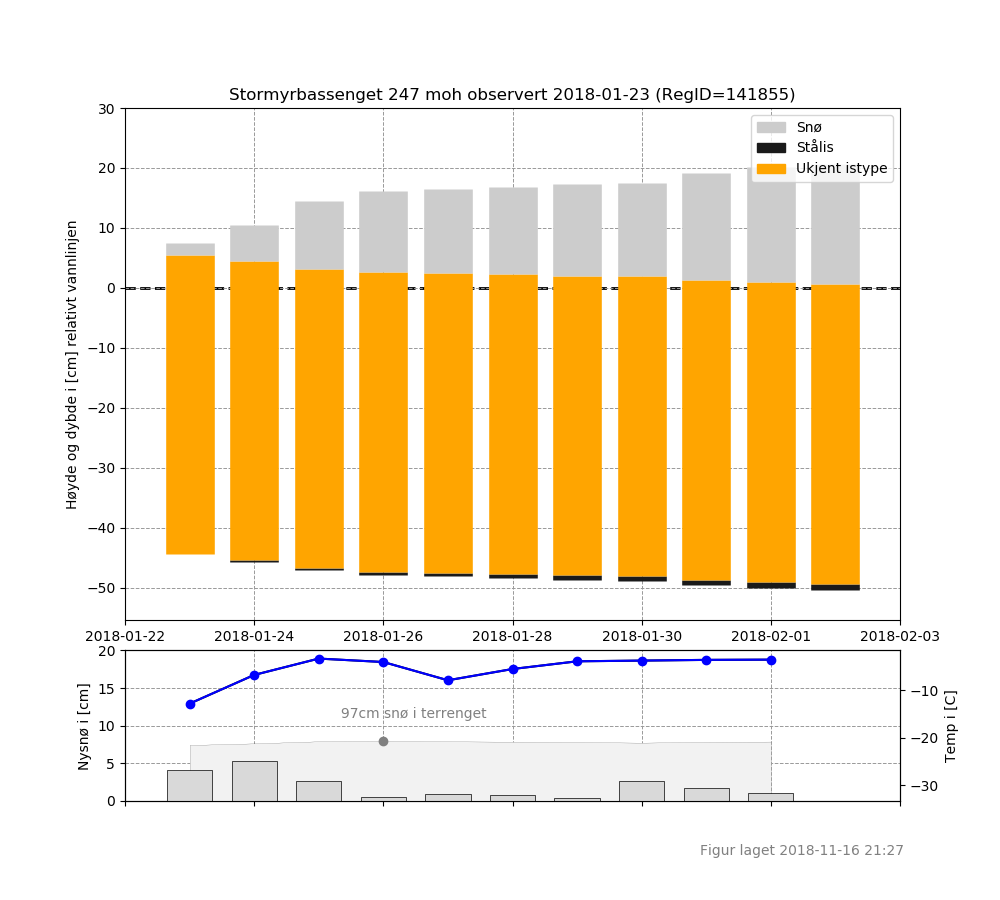 Stormyrbassenget 247 moh observert 2018-01-23 (RegID=141855)
Høyde og dybde i [cm] relativt vannlinjen
30
20
10
0
−10
−20
−30
−40
−50
Snø
Stålis
Ukjent istype
2018-01-22
2018-01-24
2018-01-26
2018-01-28
2018-01-30
2018-02-01
2018-02-03
Nysnø i [cm]
20
15
10
5
0
97cm snø i terrenget
−10
−20
−30
Temp i [C]
Figur laget 2018-11-16 21:27